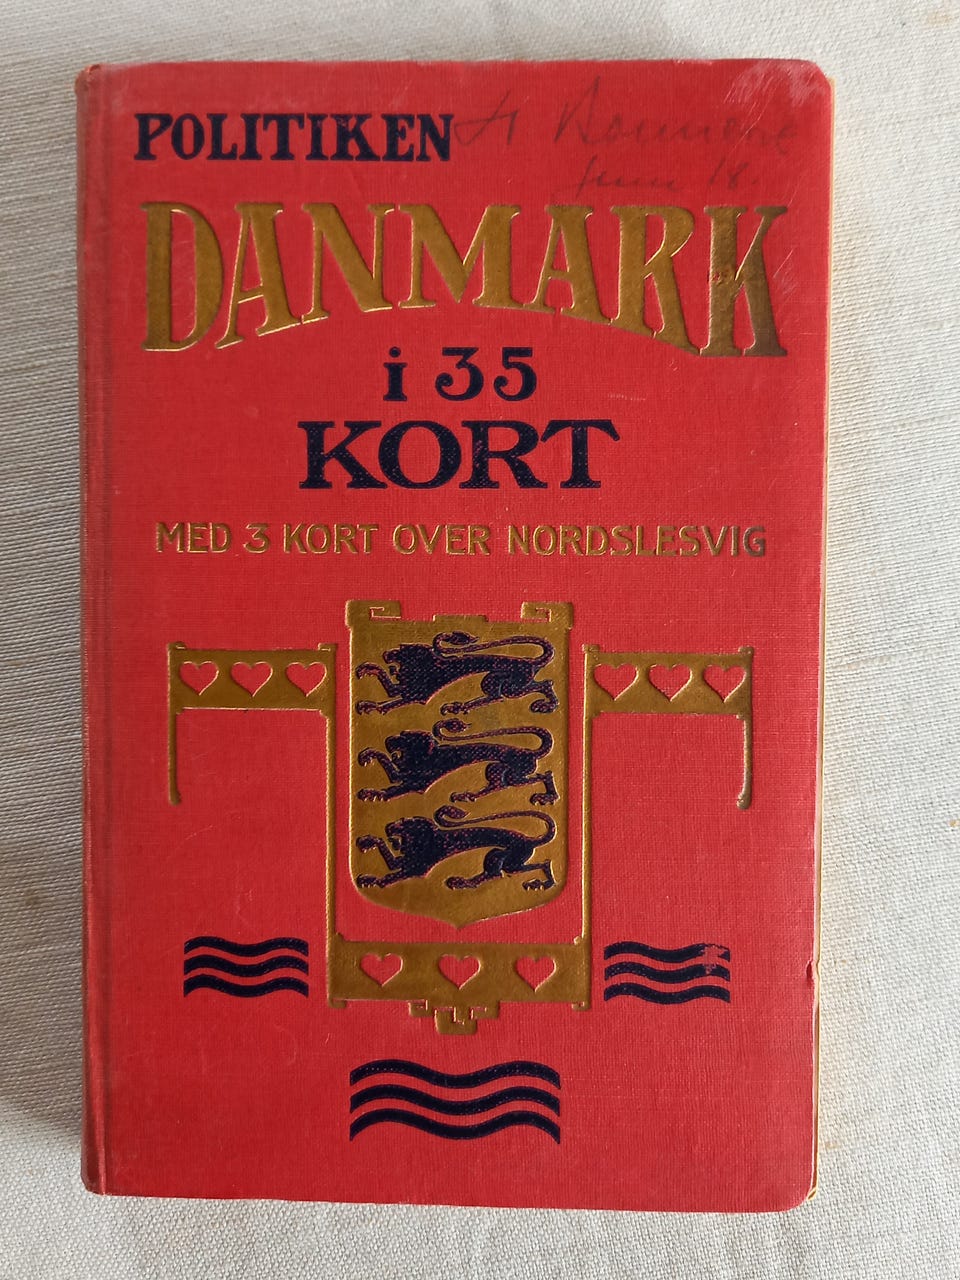 POLITIKEN
DANMARK
i 35
KORT
MED 3 KORT OVER NORDSLESVIG